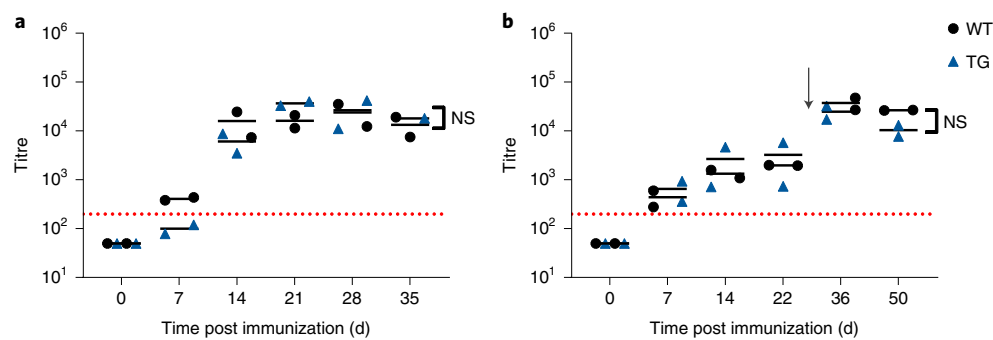 a
10⁶
10⁵
10⁴
10³
10²
10¹
Titre
NS
0 7 14 21 28 35
Time post immunization (d)
b
10⁶
10⁵
10⁴
10³
10²
10¹
Titre
NS
0 7 14 22 36 50
Time post immunization (d)
WT
TG